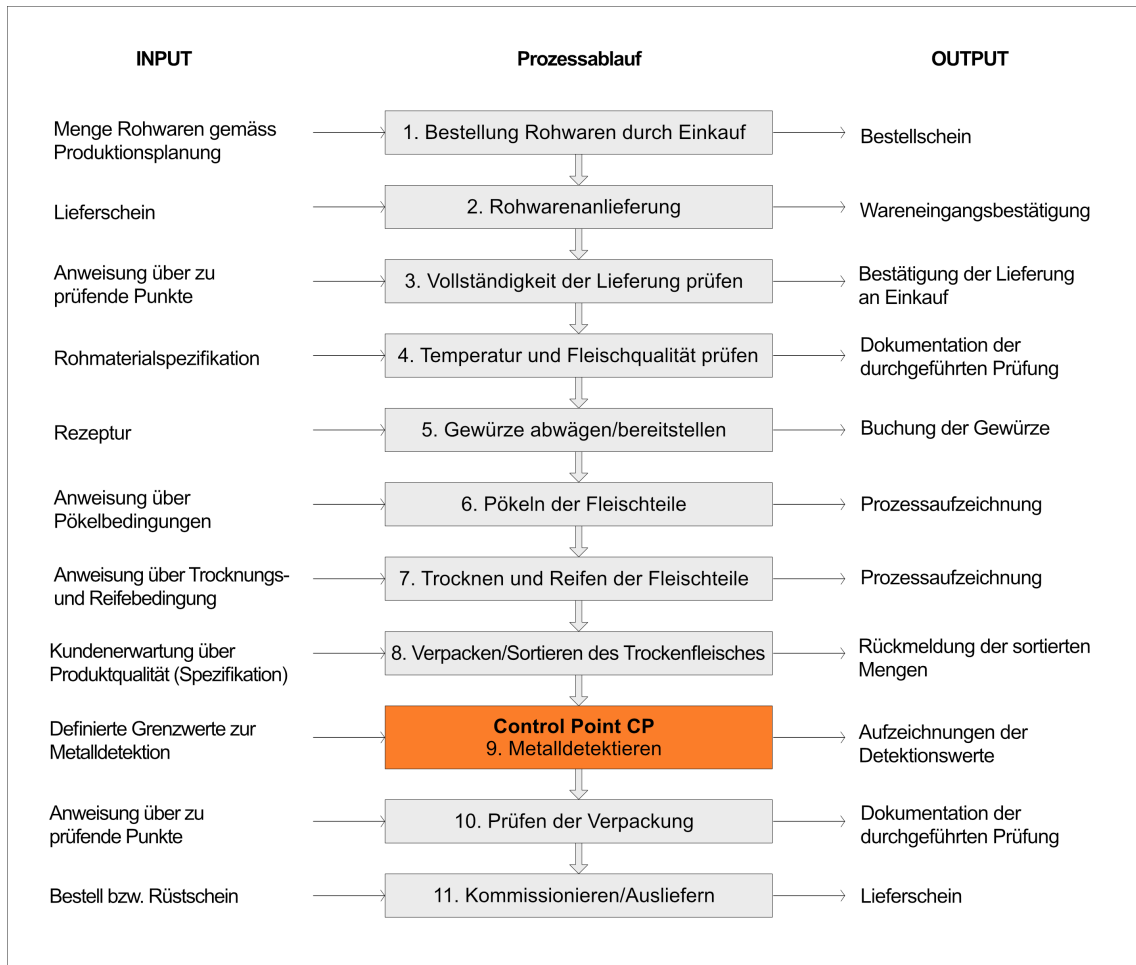 INPUT
Prozessablauf
OUTPUT
Menge Rohwaren gemäss
Produktionsplanung
1. Bestellung Rohwaren durch Einkauf
Bestellschein
Lieferschein
2. Rohwarenanlieferung
Wareneingangsbestätigung
Anweisung über zu
prüfende Punkte
3. Vollständigkeit der Lieferung prüfen
Bestätigung der Lieferung
an Einkauf
Rohmaterialspezifikation
4. Temperatur und Fleischqualität prüfen
Dokumentation der
durchgeführten Prüfung
Rezeptur
5. Gewürze abwägen/bereitstellen
Buchung der Gewürze
Anweisung über
Pökelbedingungen
6. Pökeln der Fleischteile
Prozessaufzeichnung
Anweisung über Trocknungs-
und Reifebedingung
7. Trocknen und Reifen der Fleischteile
Prozessaufzeichnung
Kundenerwartung über
Produktqualität (Spezifikation)
8. Verpacken/Sortieren des Trockenfleisches
Rückmeldung der sortierten
Mengen
Definierte Grenzwerte zur
Metalldetektion
Control Point CP
9. Metalldetektieren
Aufzeichnungen der
Detektionswerte
Anweisung über zu
prüfende Punkte
10. Prüfen der Verpackung
Dokumentation der
durchgeführten Prüfung
Bestell bzw. Rüstschein
11. Kommissionieren/Ausliefern
Lieferschein